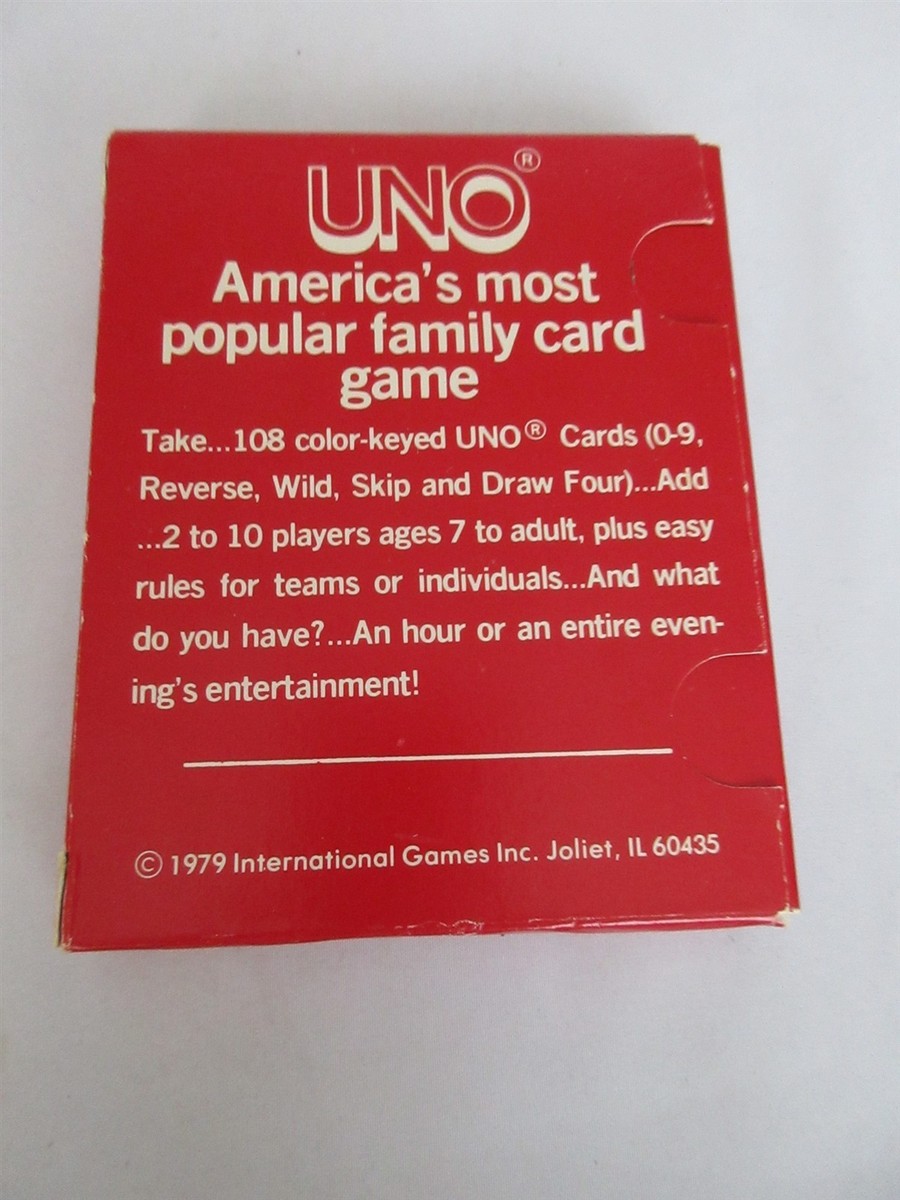 UNO®
America's most
popular family card
game
Take...108 color-keyed UNO® Cards (0-9,
Reverse, Wild, Skip and Draw Four)...Add
...2 to 10 players ages 7 to adult, plus easy
rules for teams or individuals...And what
do you have?...An hour or an entire even-
ing's entertainment!
© 1979 International Games Inc. Joliet, IL 60435